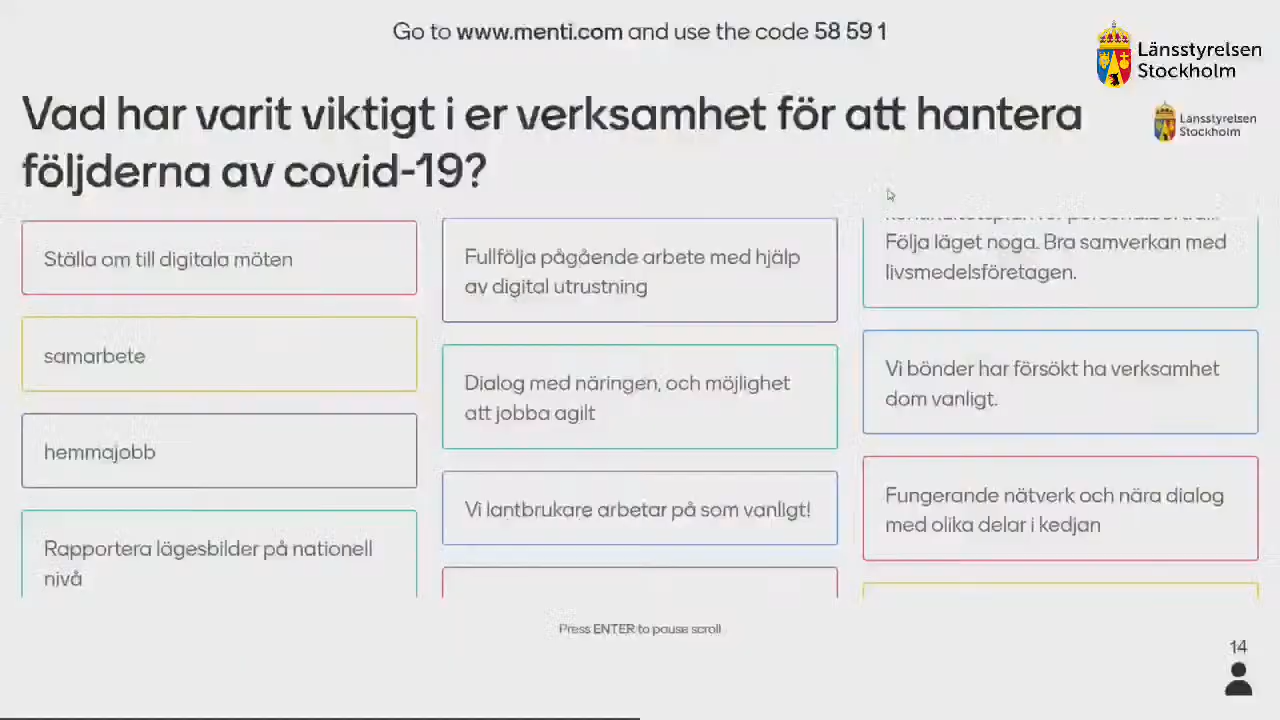 Go to www.menti.com and use the code 58 59 1
Länsstyrelsen
Stockholm
Länsstyrelsen
Stockholm
Vad har varit viktigt i er verksamhet för att hantera
följderna av covid-19?
Ställa om till digitala möten
samarbete
hemmajobb
Rapportera lägesbilder på nationell
nivå
Fullfölja pågående arbete med hjälp
av digital utrustning
Dialog med näringen, och möjlighet
att jobba agilt
Vi lantbrukare arbetar på som vanligt!
Följa läget noga. Bra samverkan med
livsmedelsföretagen.
Vi bönder har försökt ha verksamhet
dom vanligt.
Fungerande nätverk och nära dialog
med olika delar i kedjan
Press ENTER to pause scroll
14